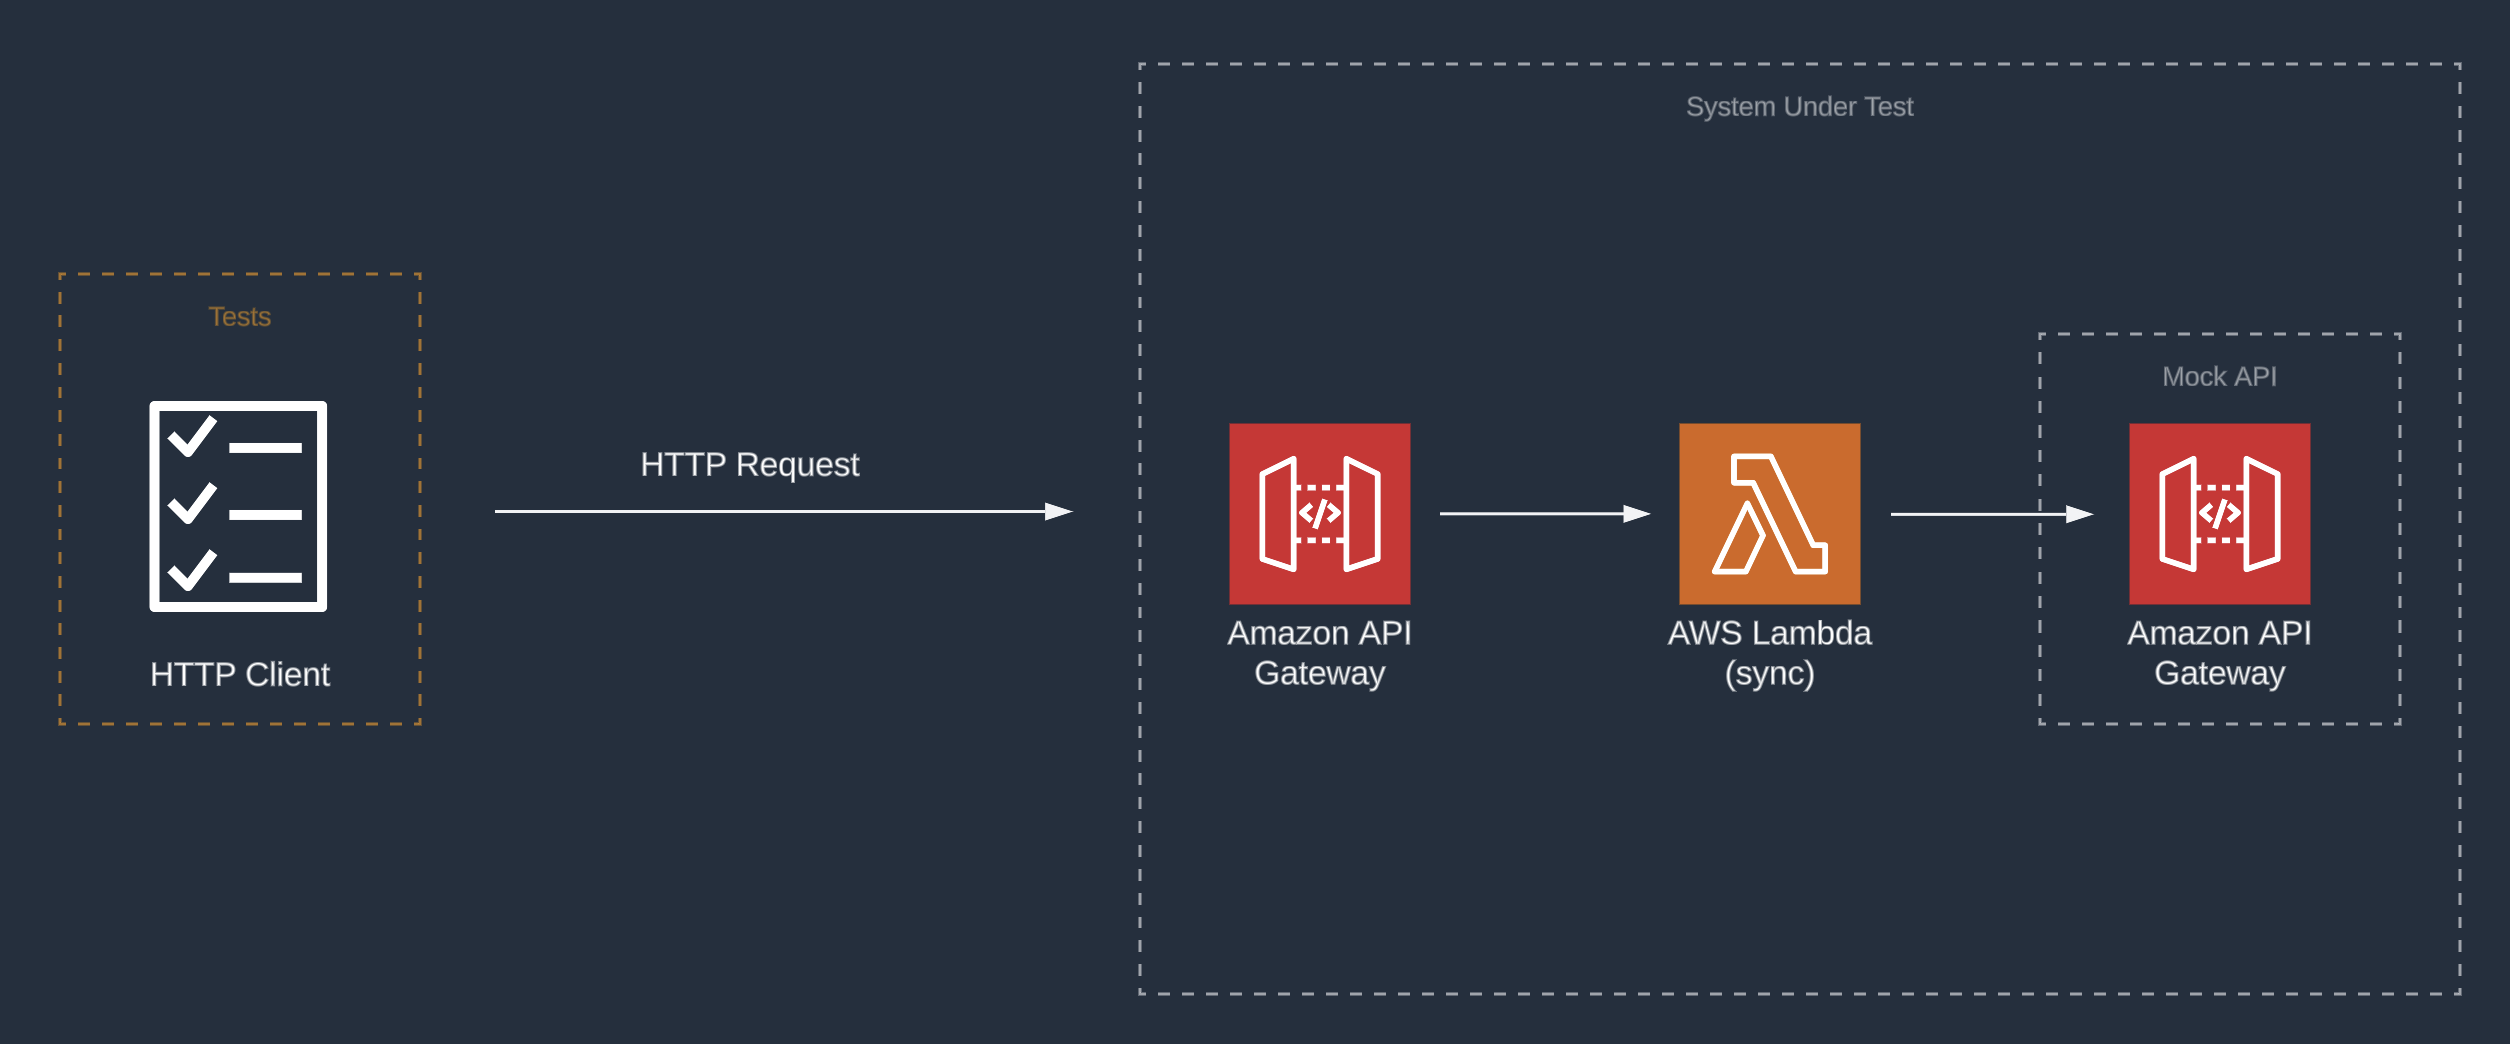 System Under Test
Tests
Mock API
HTTP Request
Amazon API
Gateway
AWS Lambda
(sync)
Amazon API
Gateway
HTTP Client